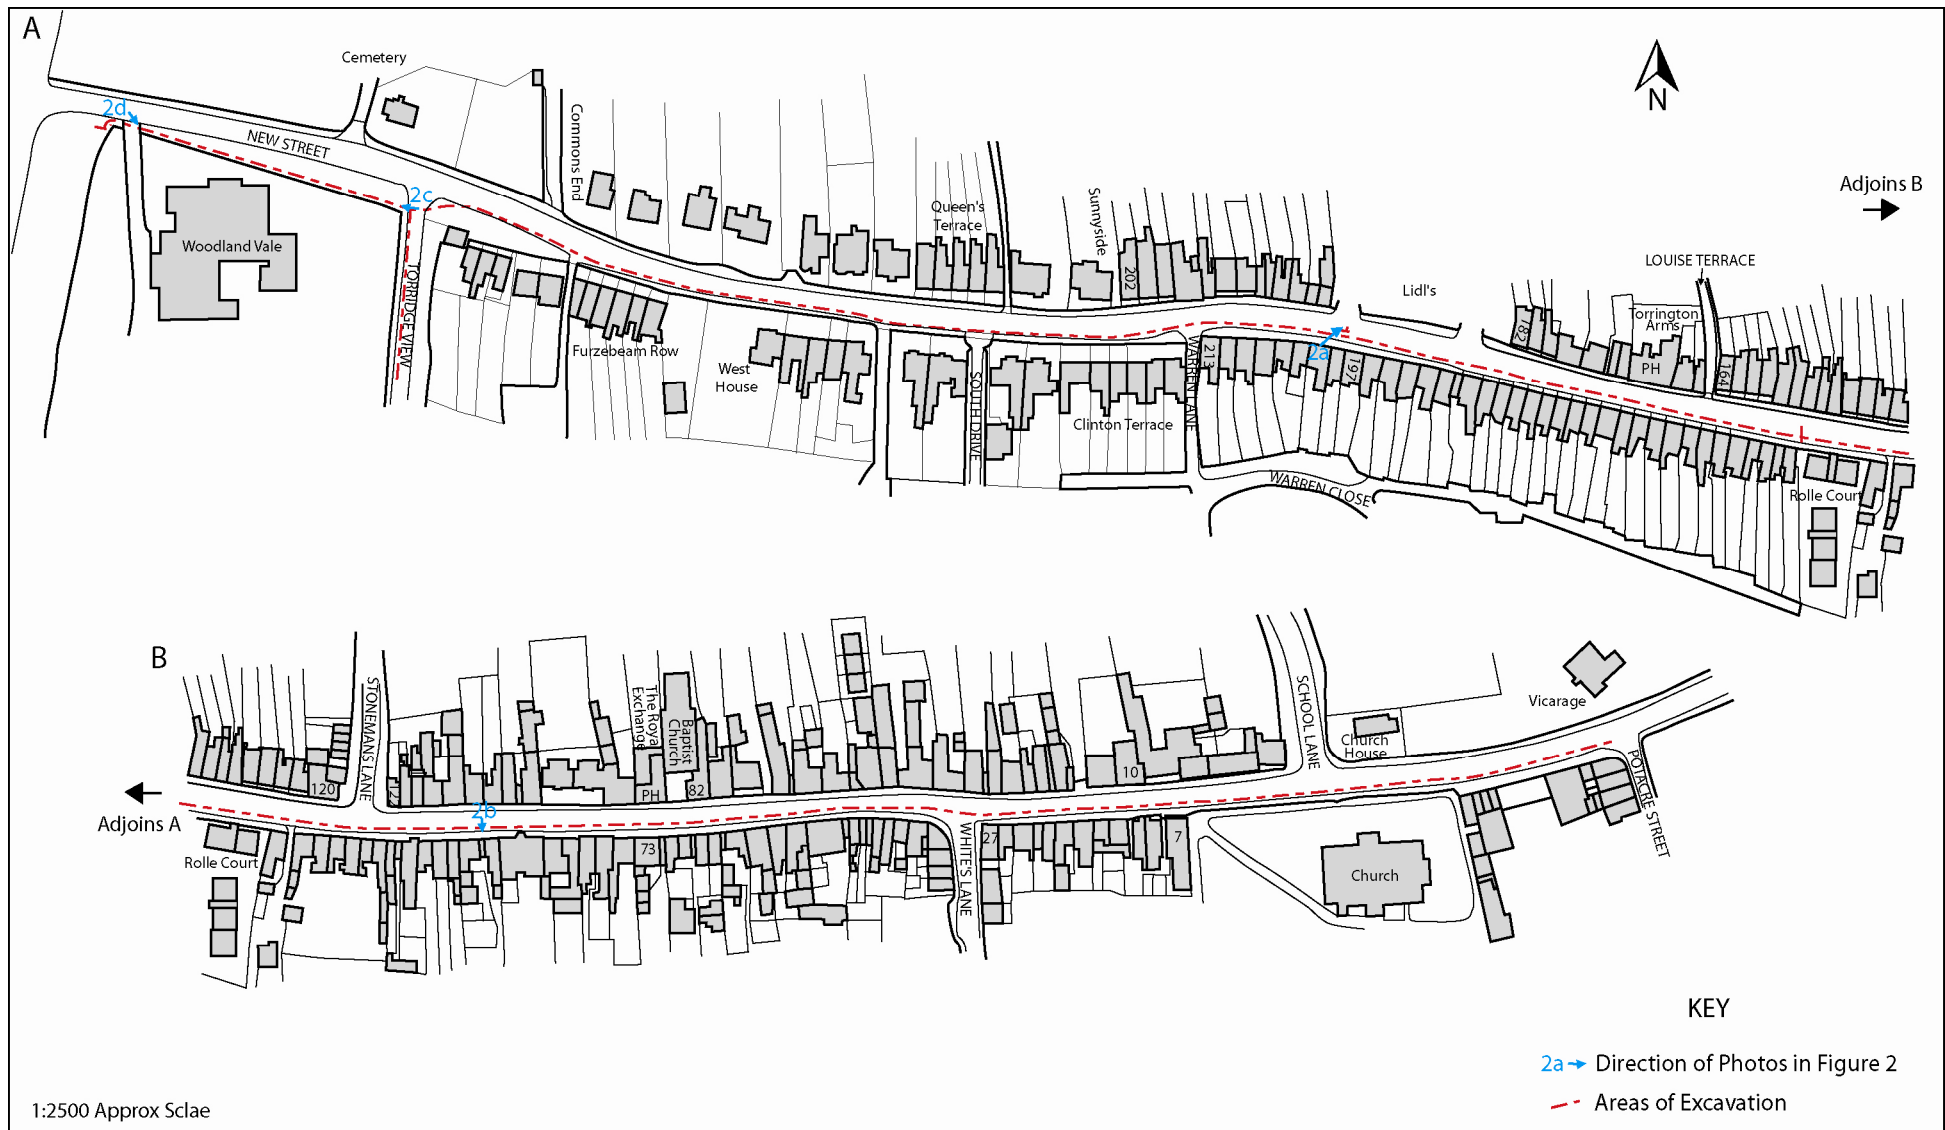 A
Cemetery
N
2d
NEW STREET
Commons End
2c
Woodland Vale
TORRIDGE VIEW
Furzebeam Row
West
House
Queen's
Terrace
Sunnyside
202
Adjoins B
LOUISE TERRACE
Lidl's
182
Torrington
Arms
PH
164
2a
213
197
SOUTH DRIVE
Clinton Terrace
WARREN LANE
WARREN CLOSE
Rolle Court
B
STONEMANS LANE
120
122
The Royal
Exchange
Baptist
Church
PH
82
2b
Adjoins A
Rolle Court
73
10
SCHOOL LANE
Church
House
Vicarage
POTACRE STREET
WHITE'S LANE
27
7
Church
KEY
2a Direction of Photos in Figure 2
Areas of Excavation
1:2500 Approx Sclae